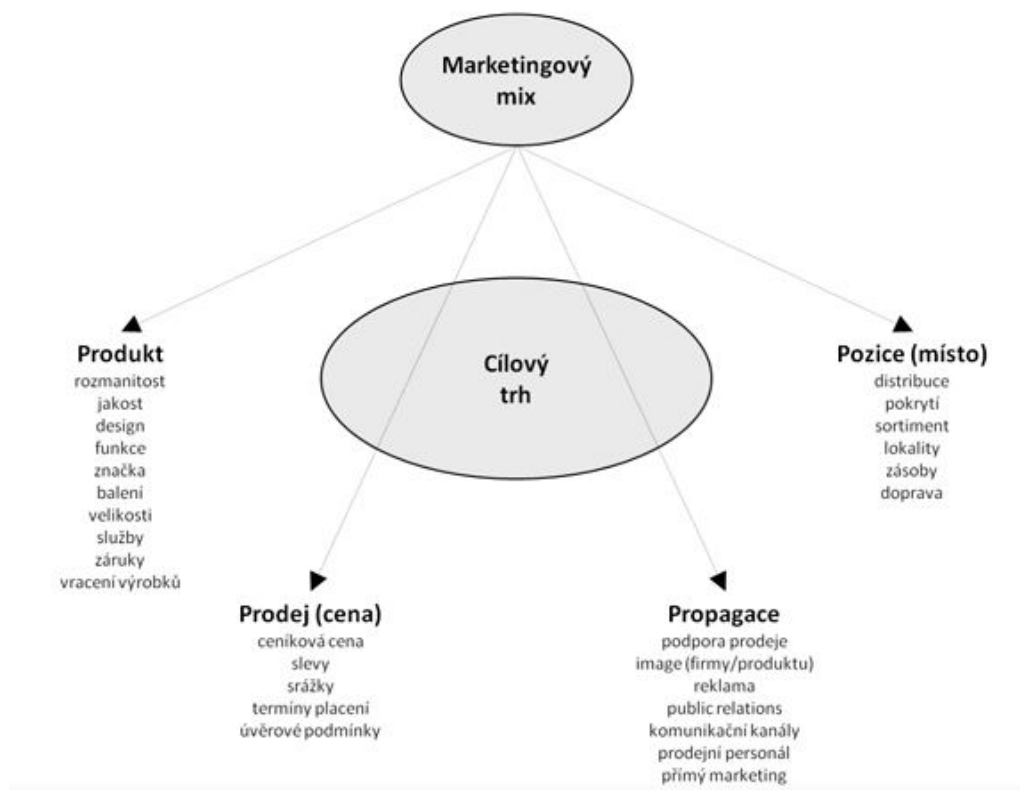 Marketingový
mix
Cílový
trh
Produkt
rozmanitost
jakost
design
funkce
značka
balení
velikosti
služby
záruky
vracení výrobků
Pozice (místo)
distribuce
pokrytí
sortiment
lokality
zásoby
doprava
Prodej (cena)
ceníková cena
slevy
srážky
termíny placení
úvěrové podmínky
Propagace
podpora prodeje
image (firmy/produktu)
reklama
public relations
komunikační kanály
prodejní personál
přímý marketing